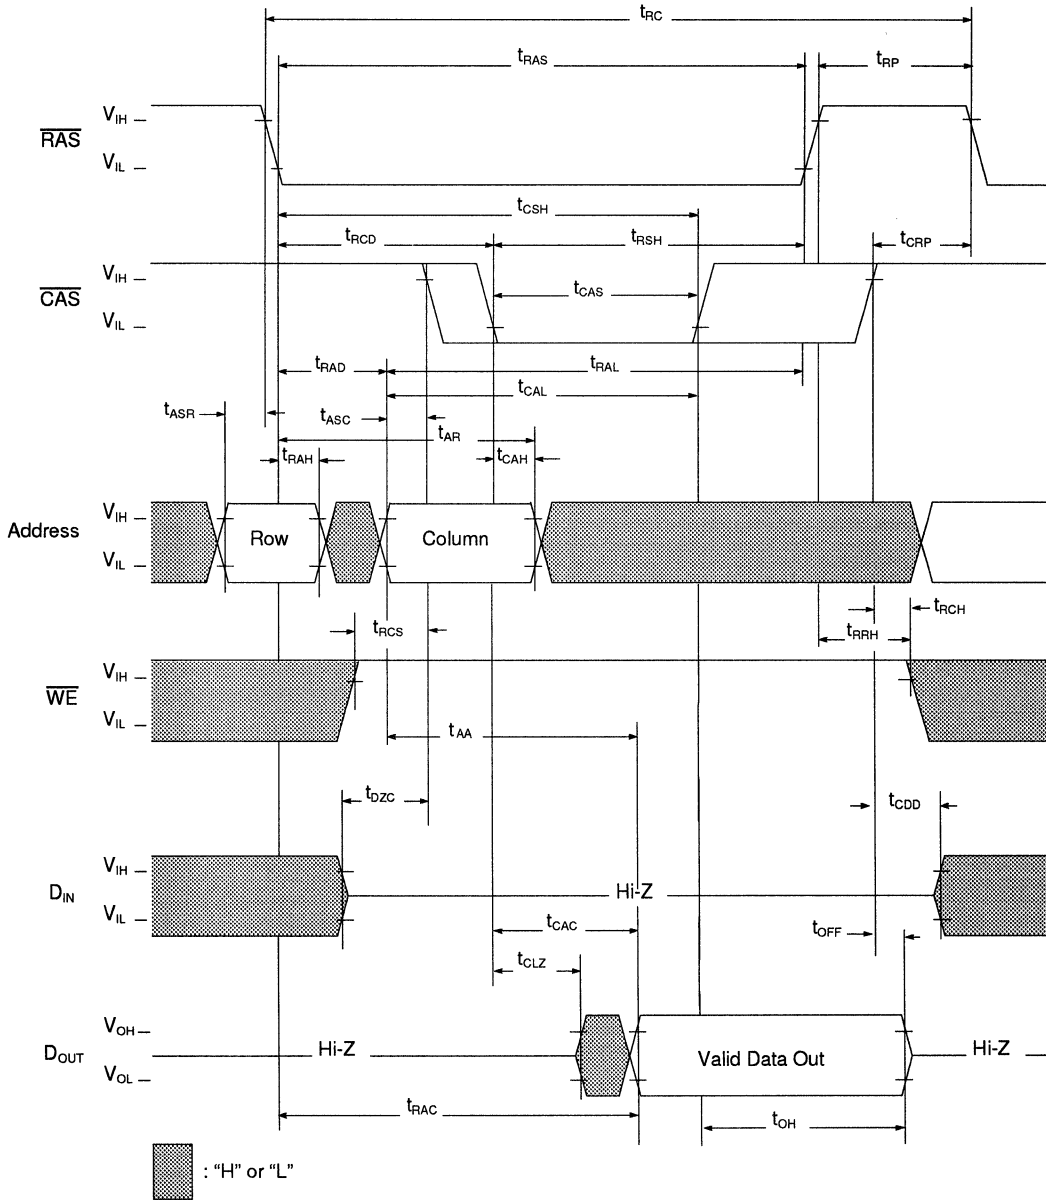 tRC
tRAS
tRP
VIH
RAS
VIL
tCSH
tRCD
tRSH
tCRP
VIH
CAS
tCAS
VIL
tRAD
tRAL
tCAL
tASR
tASC
tAR
tRAH
tCAH
VIH
Address
Row
Column
VIL
tRCH
tRCS
tRRH
VIH
WE
VIL
tAA
tDZC
tCDD
VIH
DIN
Hi-Z
VIL
tCAC
tOFF
tCLZ
VOH
DOUT
Hi-Z
Valid Data Out
Hi-Z
VOL
tRAC
tOH
: “H” or “L”